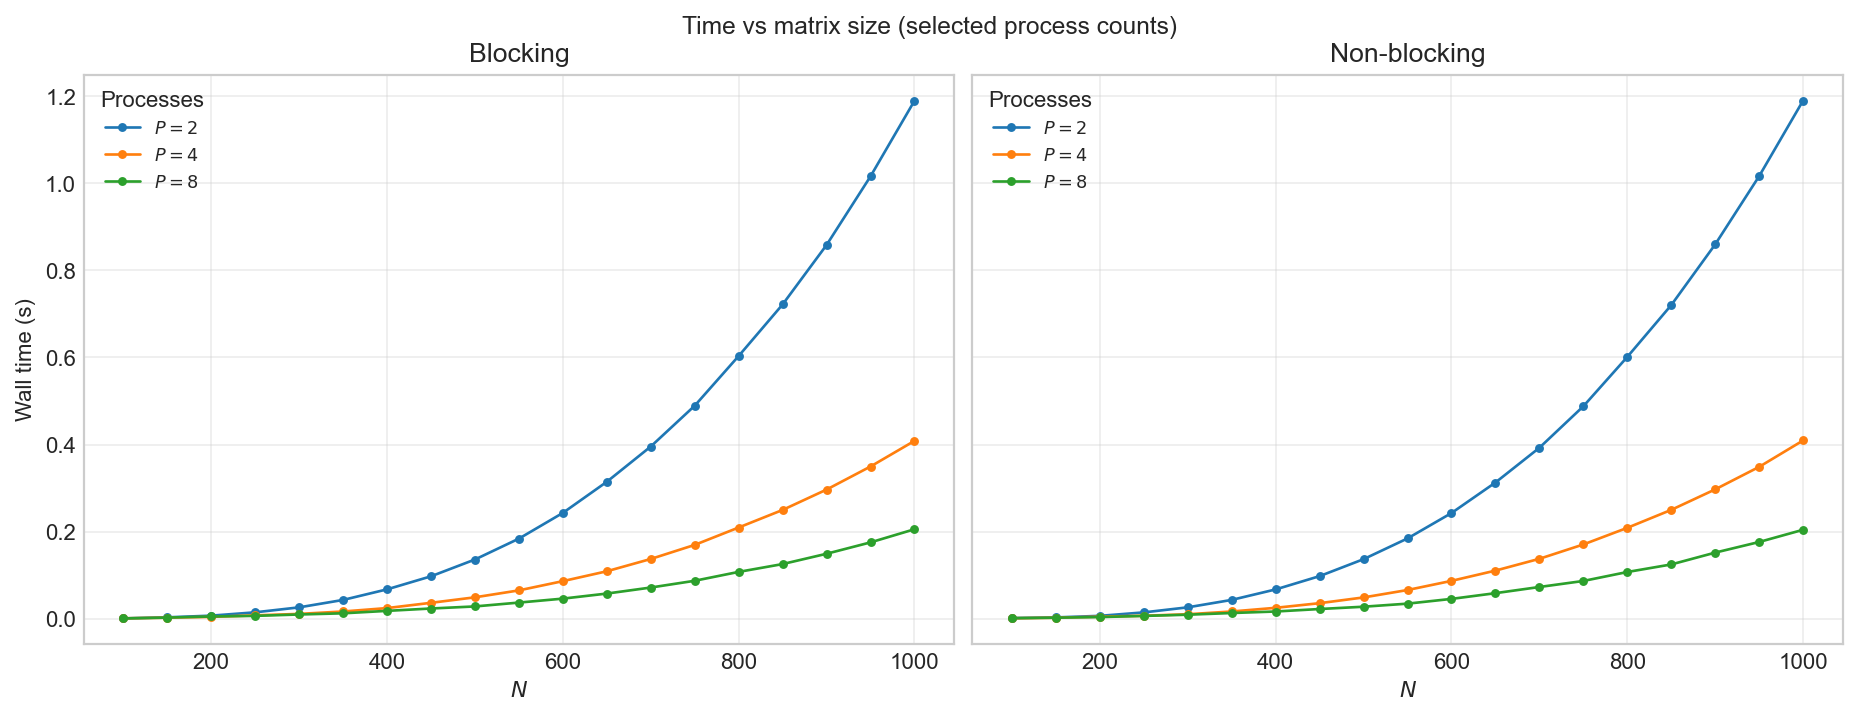 Time vs matrix size (selected process counts)
Blocking
Processes
P = 2
P = 4
P = 8
1.2
1.0
0.8
0.6
0.4
0.2
0.0
Wall time (s)
200 400 600 800 1000
N
Non-blocking
Processes
P = 2
P = 4
P = 8
200 400 600 800 1000
N